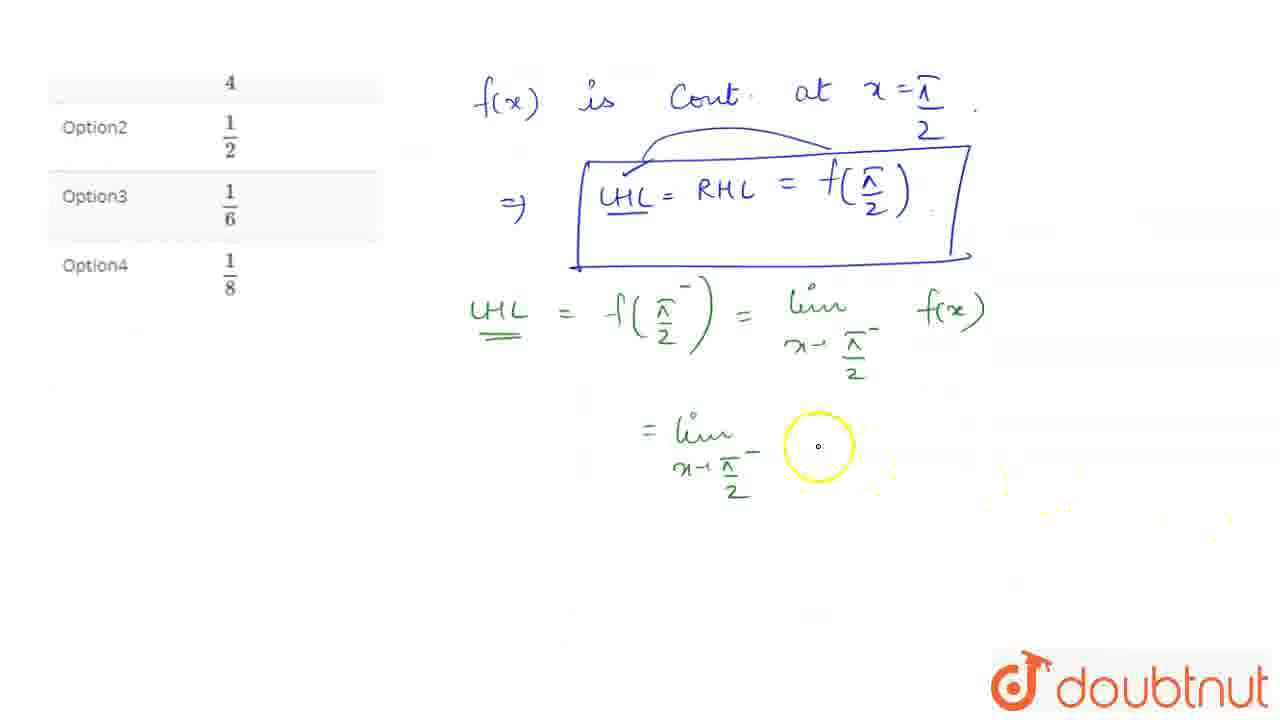 4
Option2 1/2
Option3 1/6
Option4 1/8
f(x) is Cont. at x = π/2 .
⇒ LHL = RHL = f(π/2)
LHL = f(π/2⁻) = lim x→π/2⁻ f(x)
= lim x→π/2⁻
doubtnut